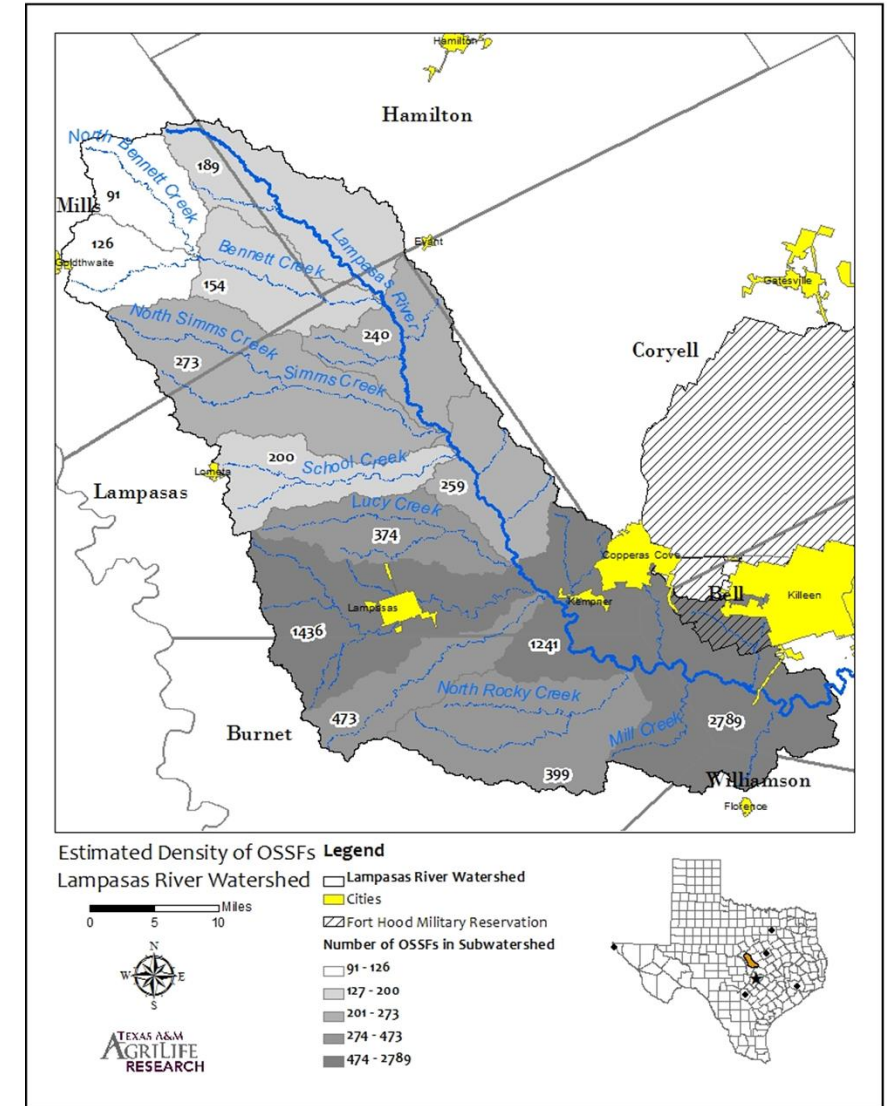 Hamilton
Hamilton
North Bennett Creek
189
Mills
91
126
Goldthwaite
Bennett Creek
Lampasas River
Evant
154
Gatesville
North Simms Creek
240
Coryell
273
Simms Creek
200
School Creek
Lometa
259
Lampasas
Lucy Creek
374
Copperas Cove
Bell
Killeen
Lampasas
Kempner
1436
1241
North Rocky Creek
473
Mill Creek
2789
Burnet
399
Williamson
Florence
Estimated Density of OSSFs
Lampasas River Watershed
Miles
0 5 10
N
W E
S
TEXAS A&M
AGRILIFE
RESEARCH
Legend
Lampasas River Watershed
Cities
Fort Hood Military Reservation
Number of OSSFs in Subwatershed
91 - 126
127 - 200
201 - 273
274 - 473
474 - 2789